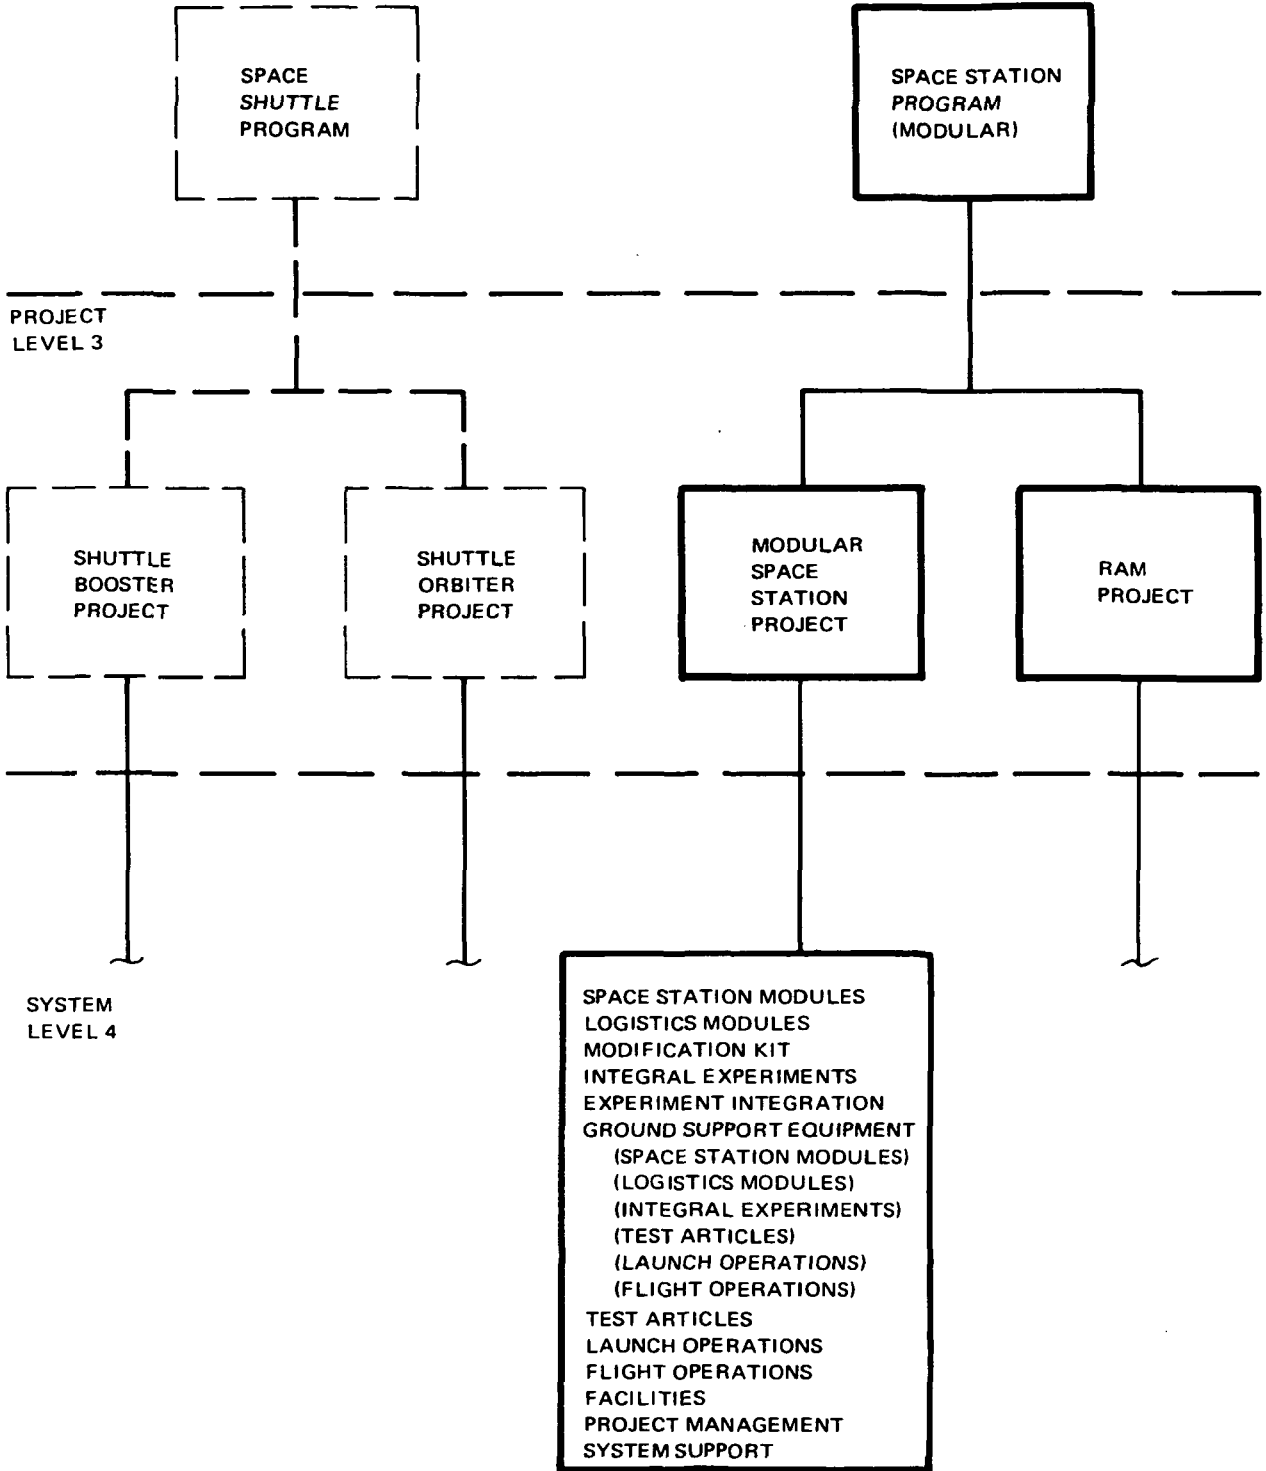 SPACE
SHUTTLE
PROGRAM
SPACE STATION
PROGRAM
(MODULAR)
PROJECT
LEVEL 3
SHUTTLE
BOOSTER
PROJECT
SHUTTLE
ORBITER
PROJECT
MODULAR
SPACE
STATION
PROJECT
RAM
PROJECT
SYSTEM
LEVEL 4
SPACE STATION MODULES
LOGISTICS MODULES
MODIFICATION KIT
INTEGRAL EXPERIMENTS
EXPERIMENT INTEGRATION
GROUND SUPPORT EQUIPMENT
(SPACE STATION MODULES)
(LOGISTICS MODULES)
(INTEGRAL EXPERIMENTS)
(TEST ARTICLES)
(LAUNCH OPERATIONS)
(FLIGHT OPERATIONS)
TEST ARTICLES
LAUNCH OPERATIONS
FLIGHT OPERATIONS
FACILITIES
PROJECT MANAGEMENT
SYSTEM SUPPORT